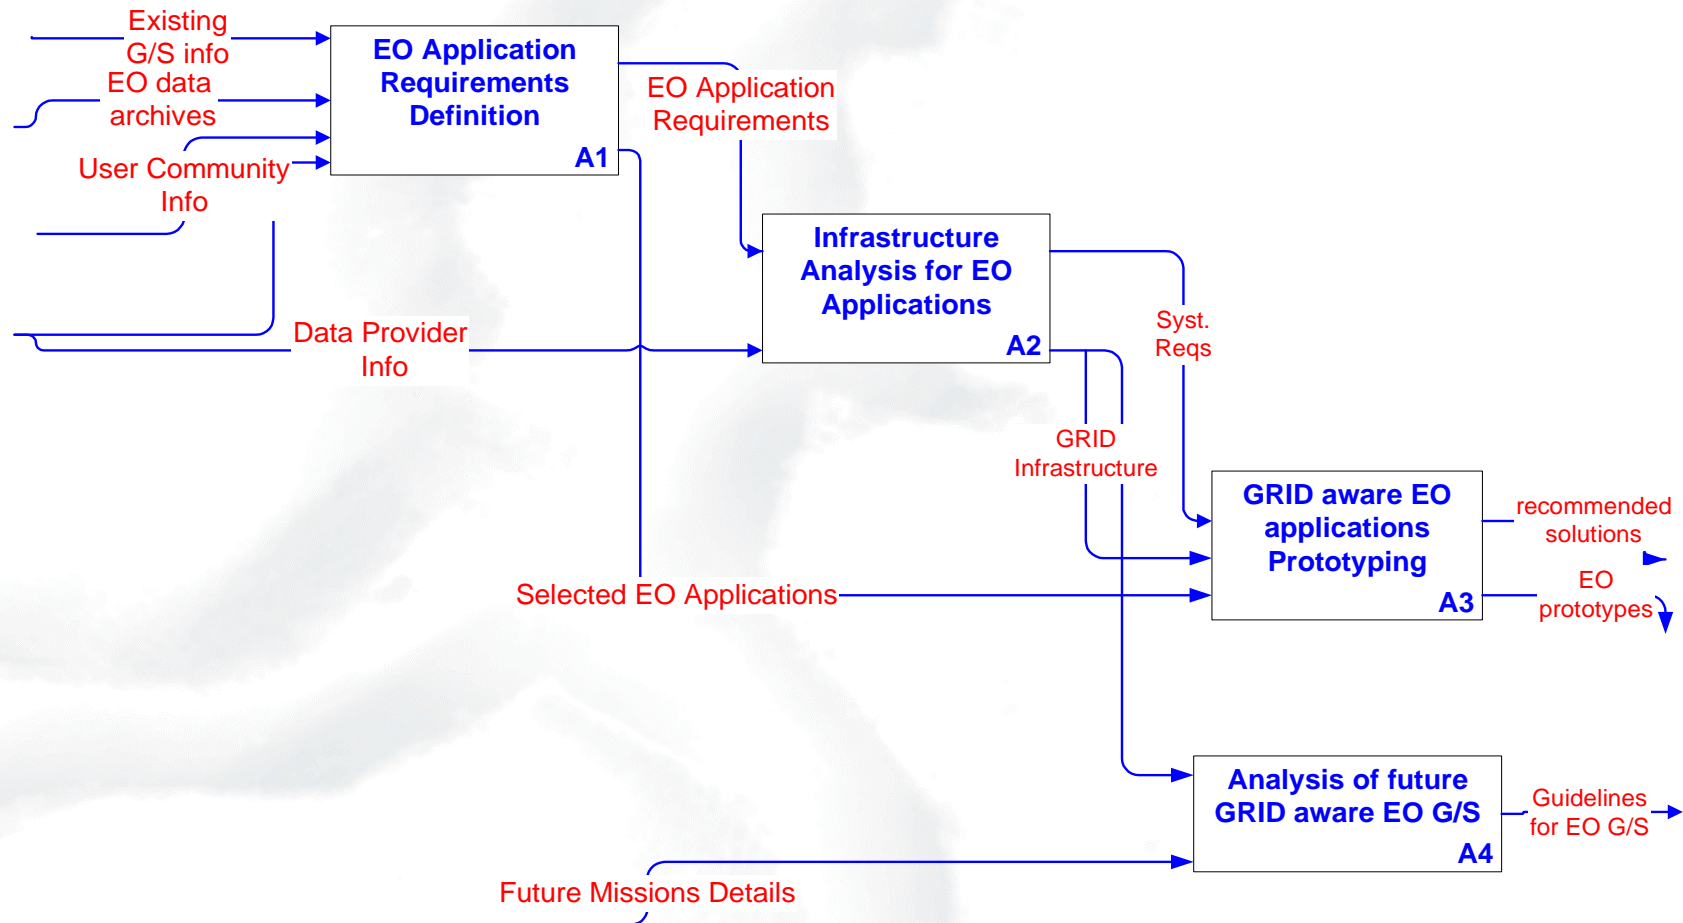 Existing
G/S info
EO data
archives
User Community
Info
EO Application
Requirements
Definition
A1
EO Application
Requirements
Data Provider
Info
Infrastructure
Analysis for EO
Applications
A2
Syst.
Reqs
GRID
Infrastructure
Selected EO Applications
GRID aware EO
applications
Prototyping
A3
recommended
solutions
EO
prototypes
Analysis of future
GRID aware EO G/S
A4
Guidelines
for EO G/S
Future Missions Details